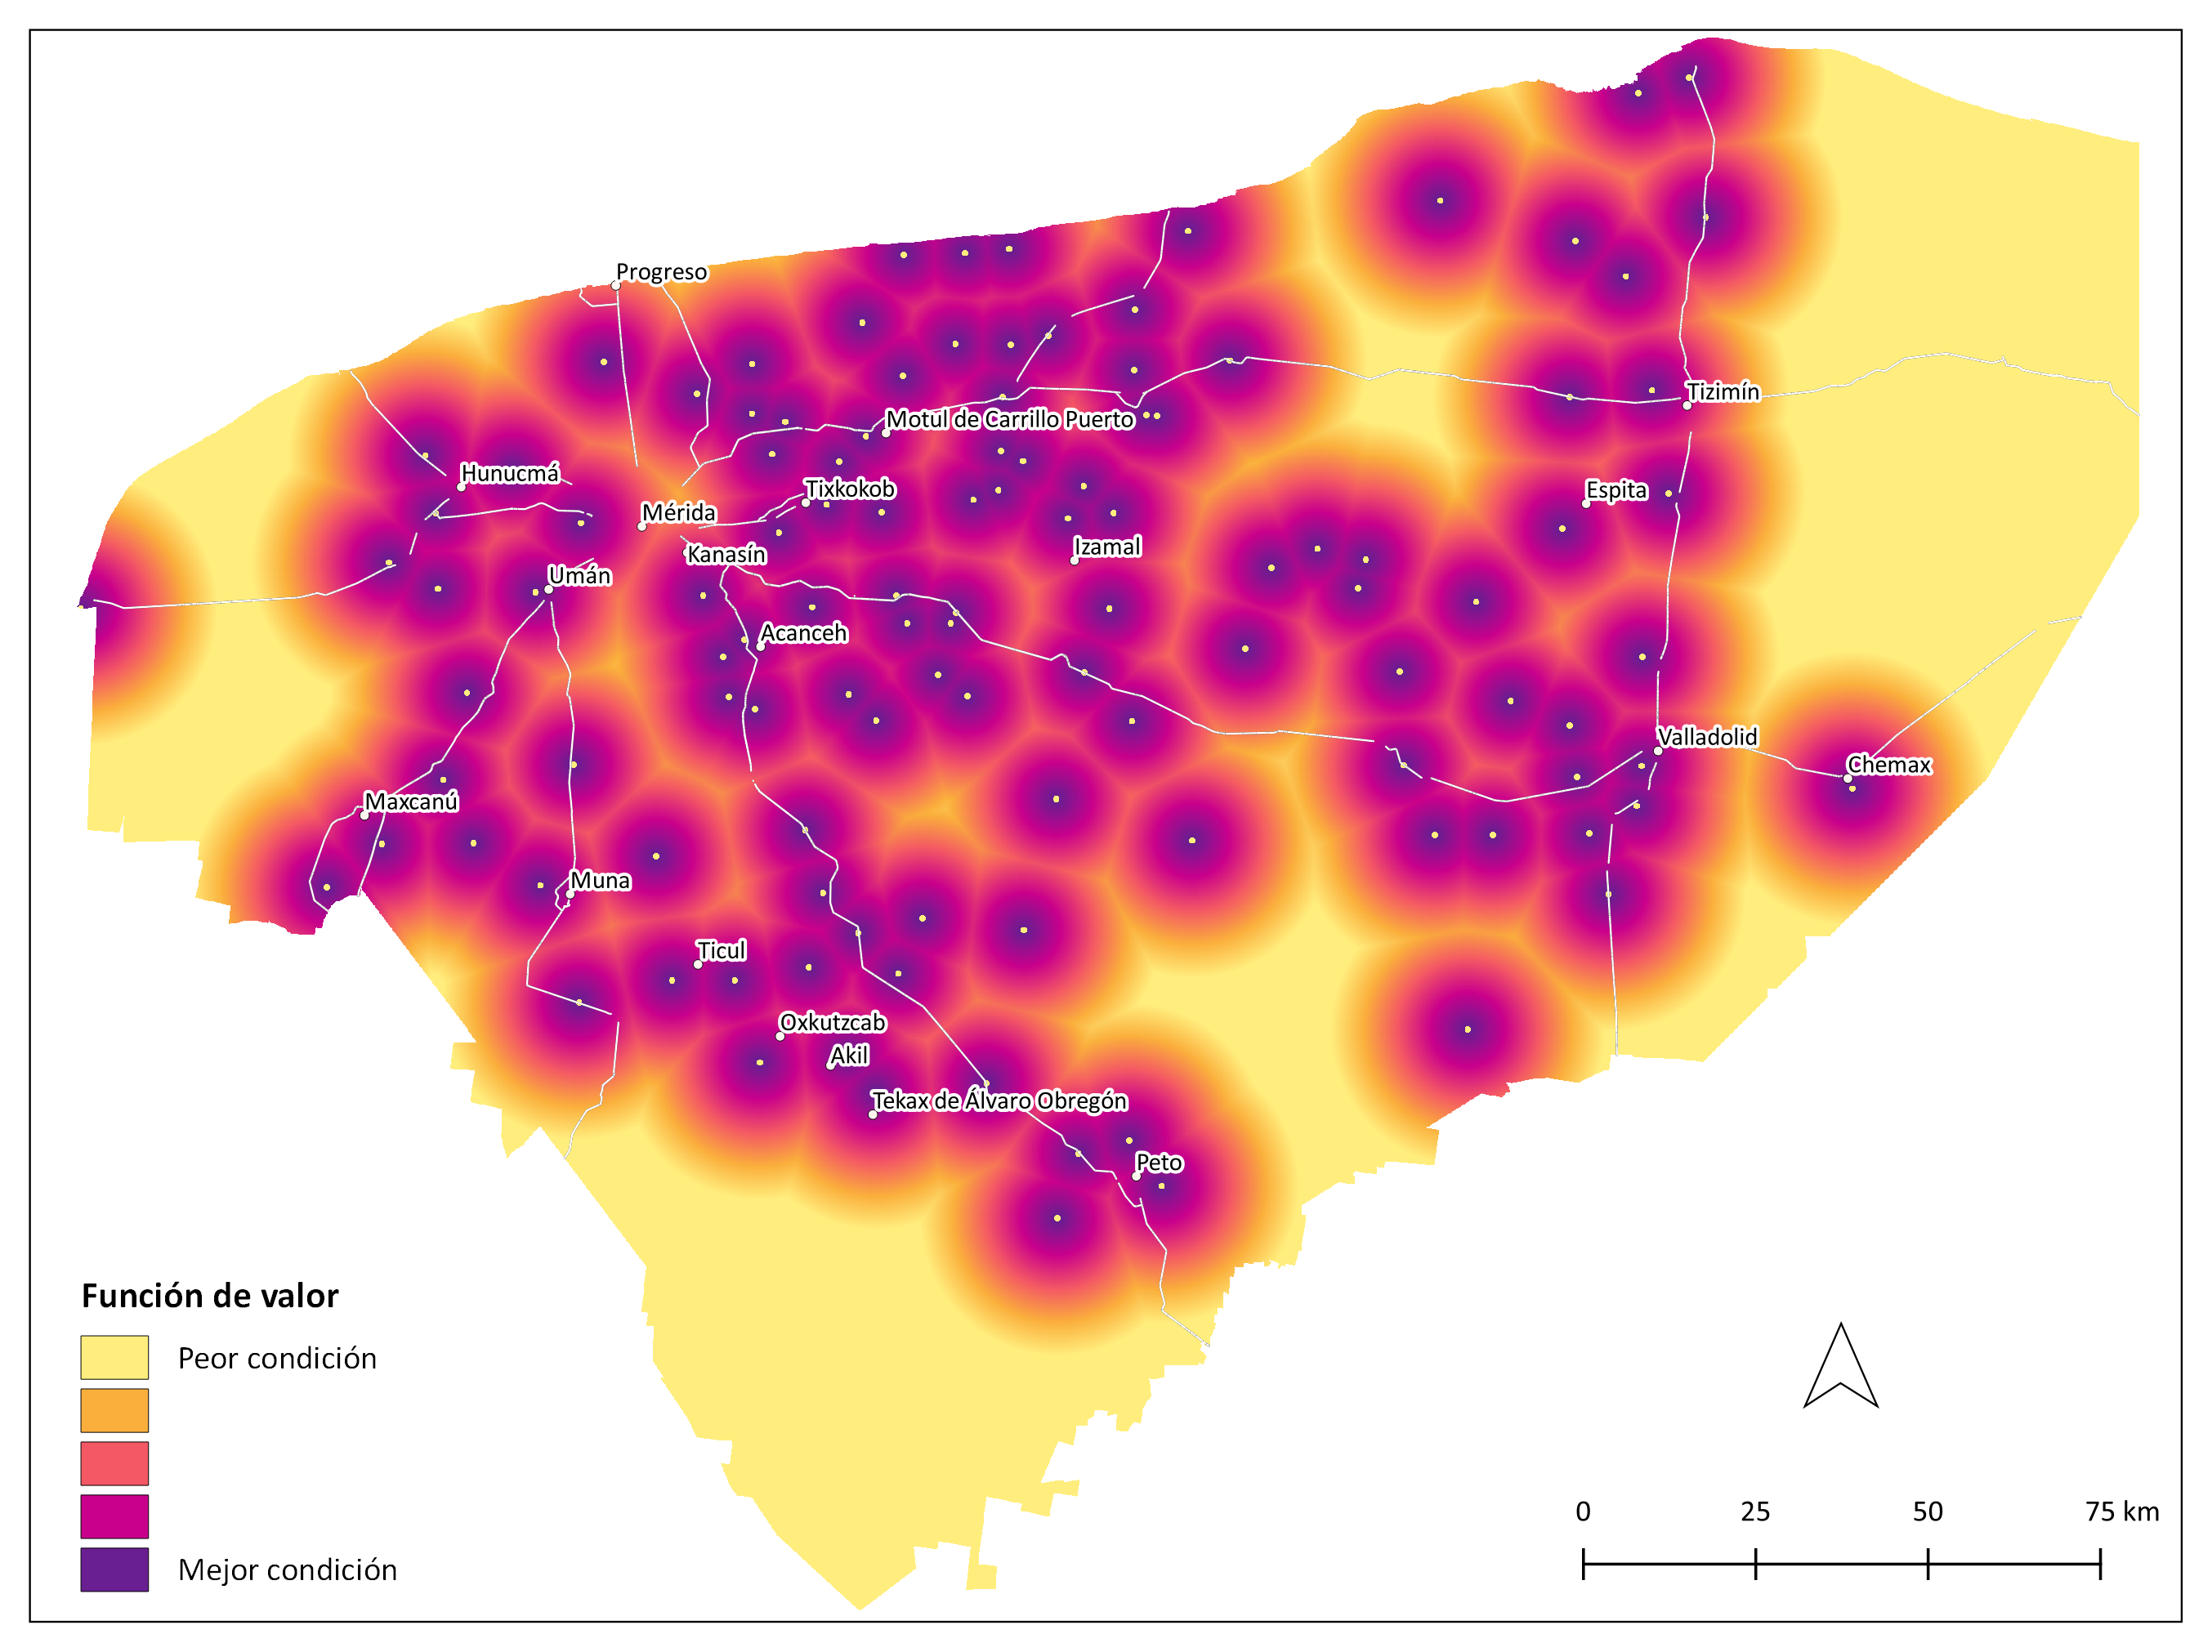 Progreso
Tizimín
Motul de Carrillo Puerto
Hunucmá
Tixkokob
Espita
Mérida
Izamal
Kanasín
Umán
Acanceh
Valladolid
Chemax
Maxcanú
Muna
Ticul
Oxkutzcab
Akil
Tekax de Álvaro Obregón
Peto
Función de valor
Peor condición
Mejor condición
0 25 50 75 km